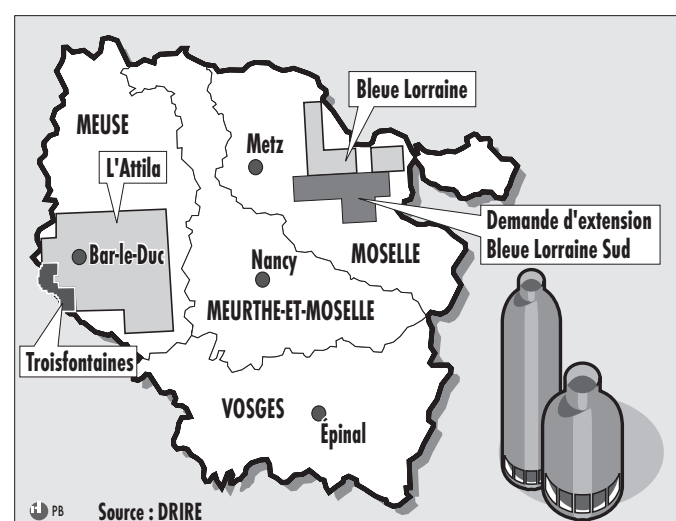 Bleue Lorraine
MEUSE
Metz
L'Attila
Demande d'extension
Bleue Lorraine Sud
Bar-le-Duc
Nancy
MOSELLE
MEURTHE-ET-MOSELLE
Troisfontaines
VOSGES
Épinal
PB
Source : DRIRE